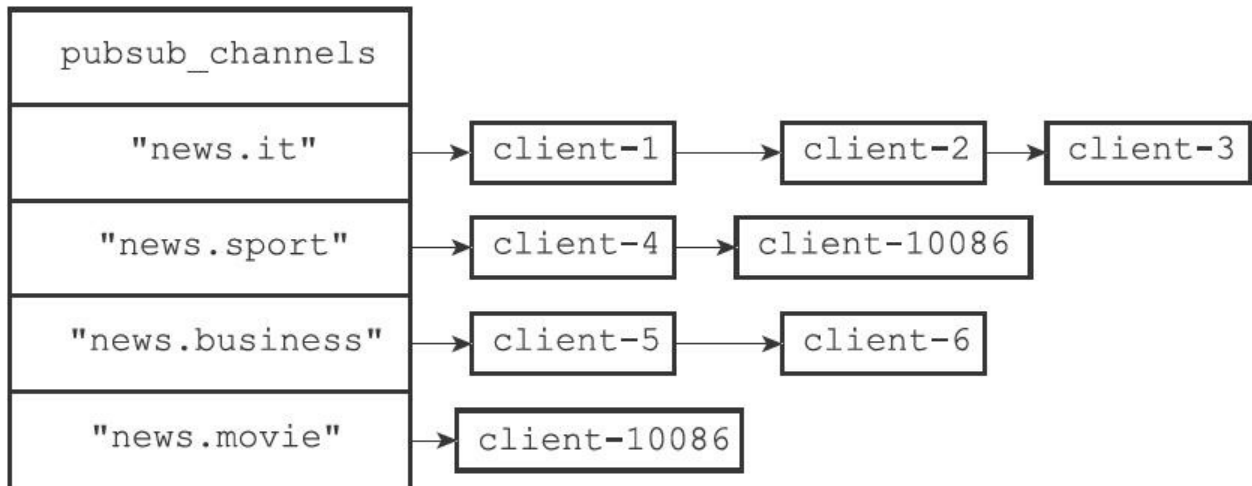 pubsub_channels
"news.it" client-1 client-2 client-3
"news.sport" client-4 client-10086
"news.business" client-5 client-6
"news.movie" client-10086